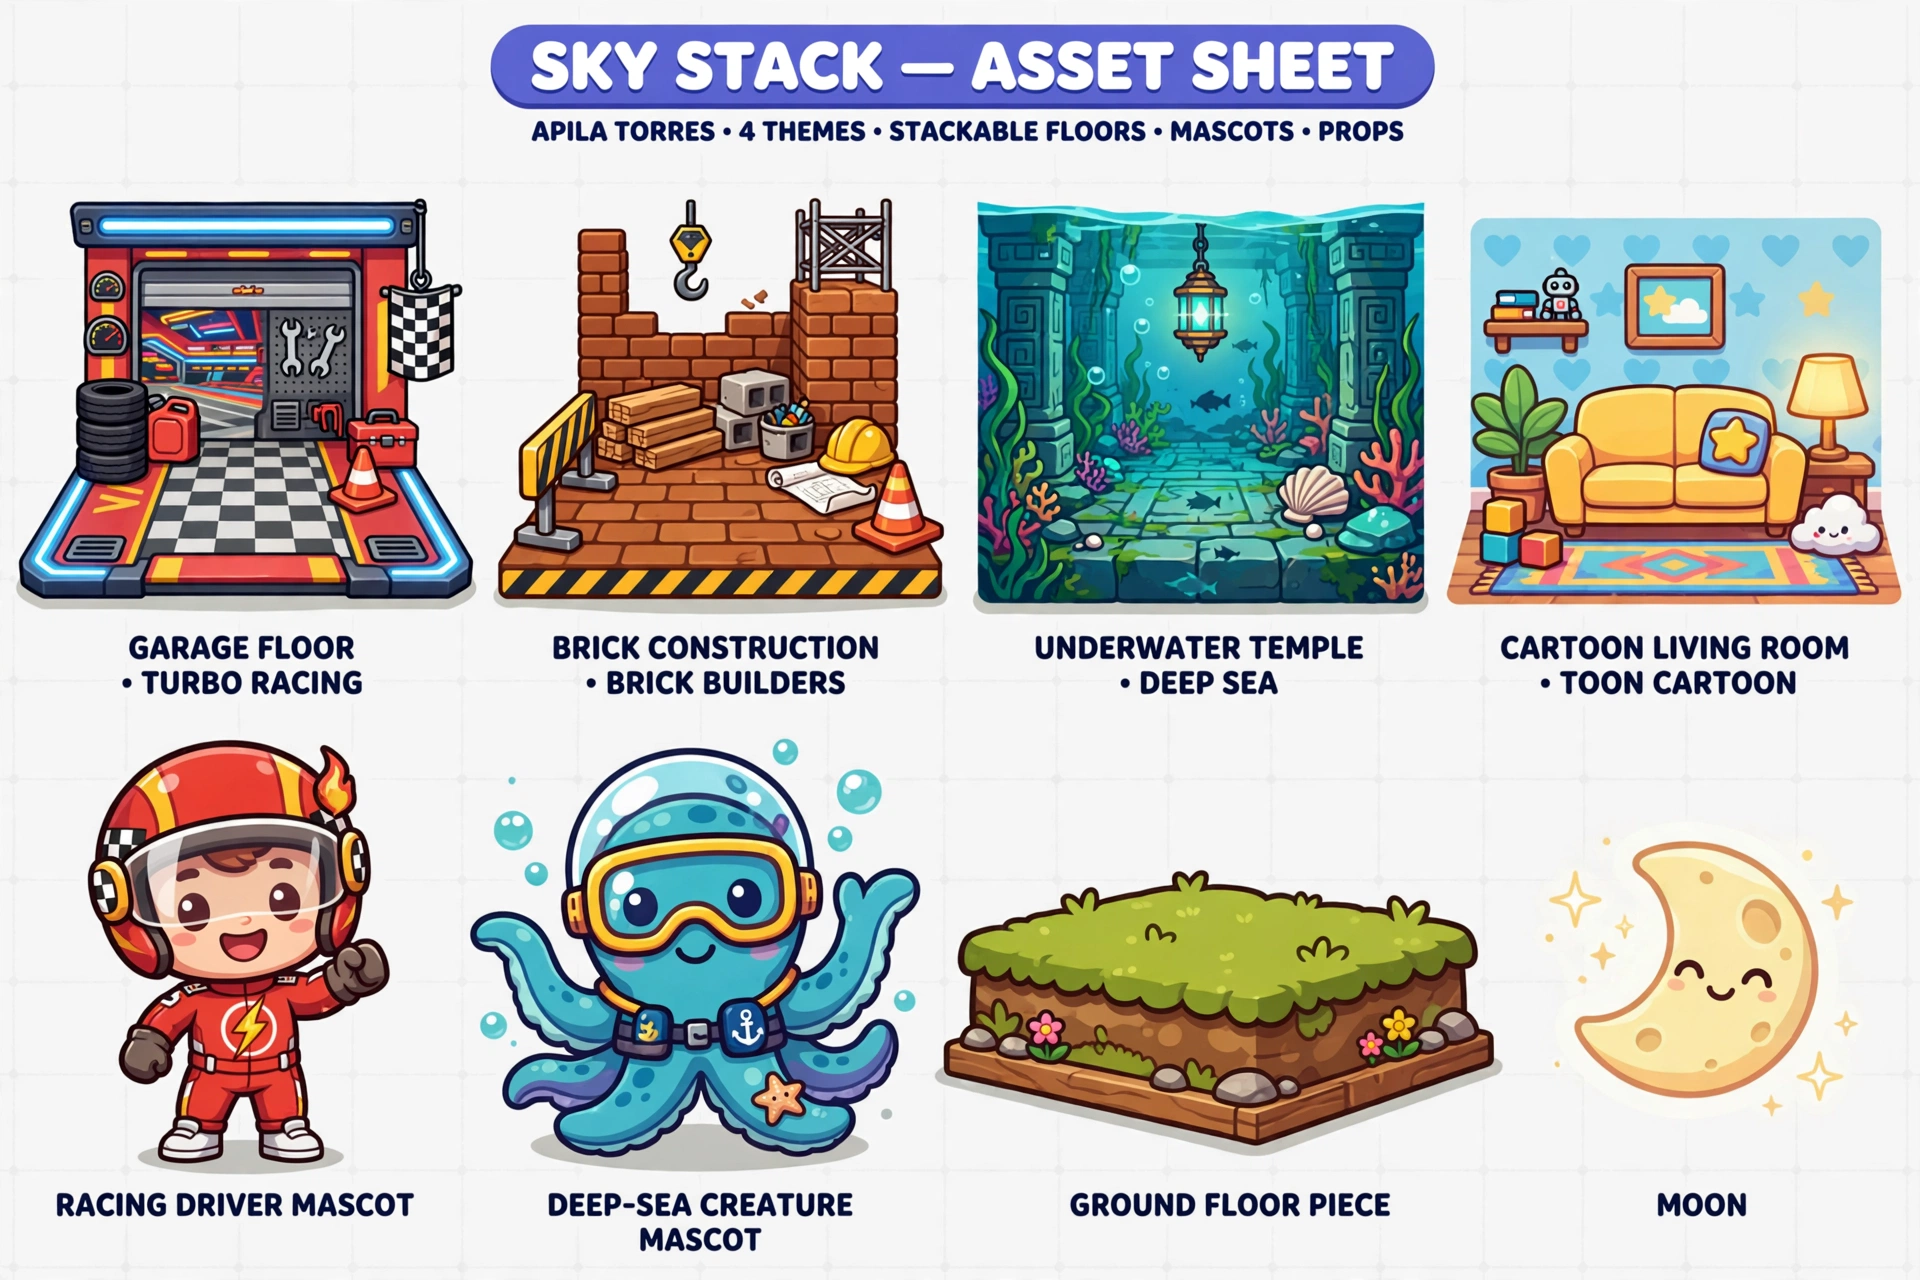 SKY STACK — ASSET SHEET
APILA TORRES • 4 THEMES • STACKABLE FLOORS • MASCOTS • PROPS
GARAGE FLOOR
• TURBO RACING
BRICK CONSTRUCTION
• BRICK BUILDERS
UNDERWATER TEMPLE
• DEEP SEA
CARTOON LIVING ROOM
• TOON CARTOON
RACING DRIVER MASCOT
DEEP-SEA CREATURE
MASCOT
GROUND FLOOR PIECE
MOON